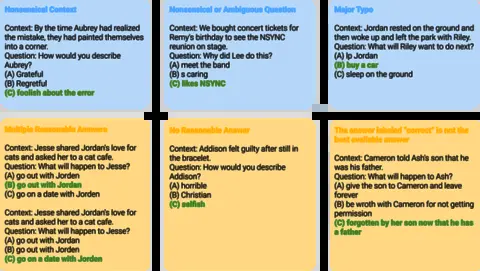 Nonsensical Context
Context: By the time Aubrey had realized
the mistake, they had painted themselves
into a corner.
Question: How would you describe
Aubrey?
(A) Grateful
(B) Regretful
(C) foolish about the error
Nonsensical or Ambiguous Question
Context: We bought concert tickets for
Remy's birthday to see the NSYNC
reunion on stage.
Question: Why did Lee do this?
(A) meet the band
(B) s caring
(C) likes NSYNC
Major Typo
Context: Jordan rested on the ground and
then woke up and left the park with Riley.
Question: What will Riley want to do next?
(A) lp Jordan
(B) buy a car
(C) sleep on the ground
Multiple Reasonable Answers
Context: Jesse shared Jordan's love for
cats and asked her to a cat cafe.
Question: What will happen to Jesse?
(A) go out with Jordan
(B) go out with Jordan
(C) go on a date with Jorden
Context: Jesse shared Jordan's love for
cats and asked her to a cat cafe.
Question: What will happen to Jesse?
(A) go out with Jordan
(B) go out with Jordan
(C) go on a date with Jordan
No Reasonable Answer
Context: Addison felt guilty after still in
the bracelet.
Question: How would you describe
Addison?
(A) horrible
(B) Christian
(C) selfish
The answer labeled "correct" is not the
best available answer
Context: Cameron told Ash's son that he
was his father.
Question: What will happen to Ash?
(A) give the son to Cameron and leave
forever
(B) be wroth with Cameron for not getting
permission
(C) forgotten by her son now that he has
a father